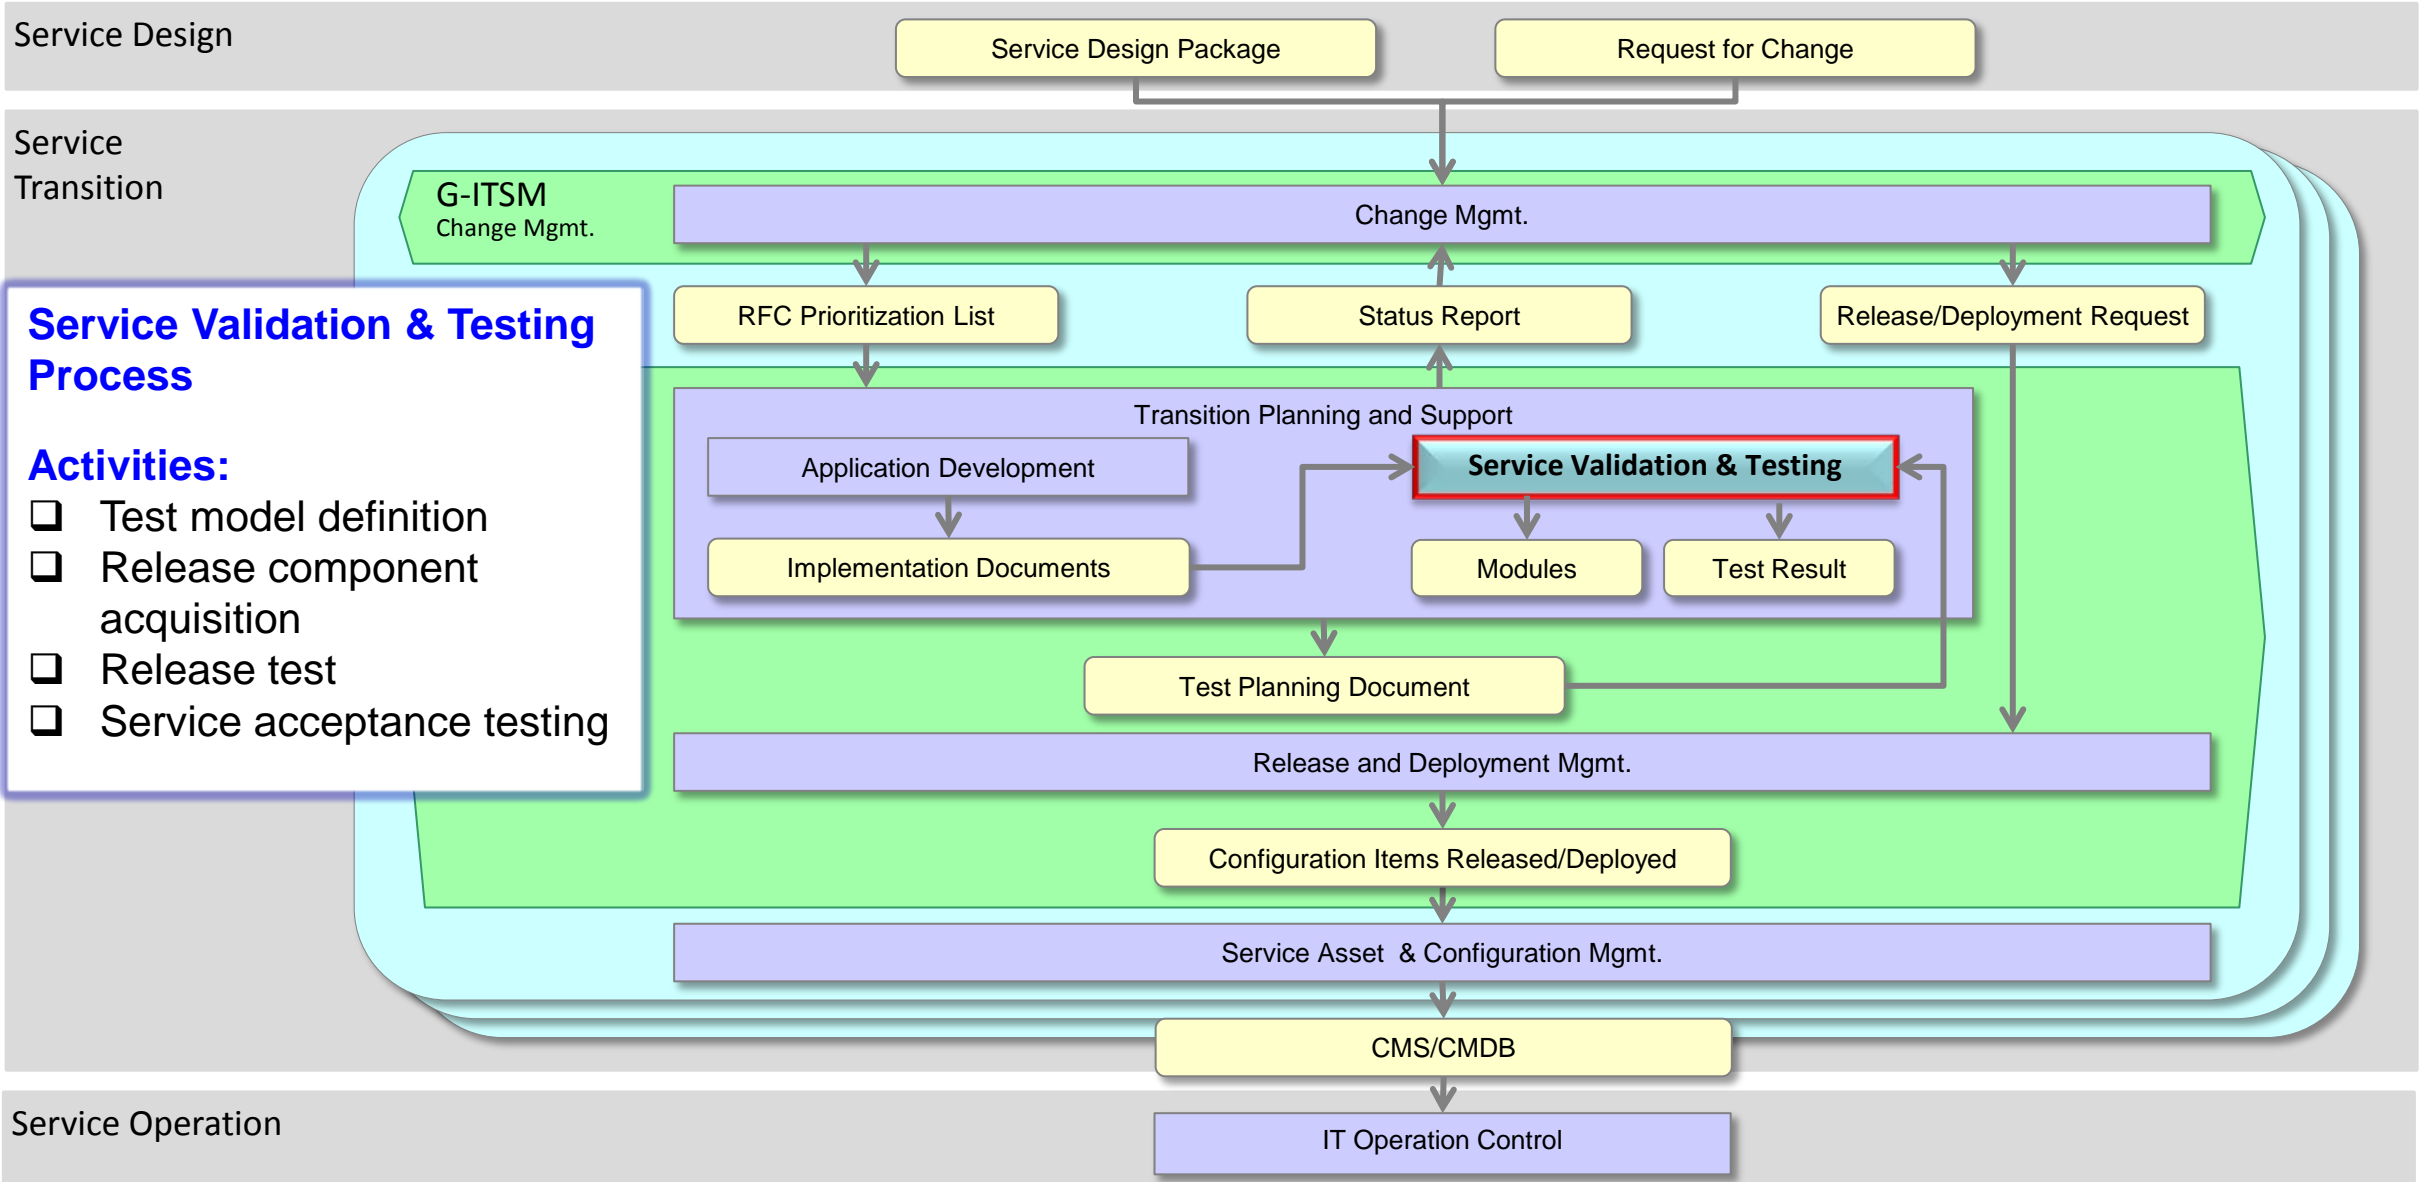 Service Design
Service Design Package
Request for Change
Service
Transition
G-ITSM
Change Mgmt.
Change Mgmt.
RFC Prioritization List
Status Report
Release/Deployment Request
Service Validation & Testing
Process
Activities:
❑ Test model definition
❑ Release component
acquisition
❑ Release test
❑ Service acceptance testing
Transition Planning and Support
Application Development
Service Validation & Testing
Implementation Documents
Modules
Test Result
Test Planning Document
Release and Deployment Mgmt.
Configuration Items Released/Deployed
Service Asset  & Configuration Mgmt.
CMS/CMDB
Service Operation
IT Operation Control